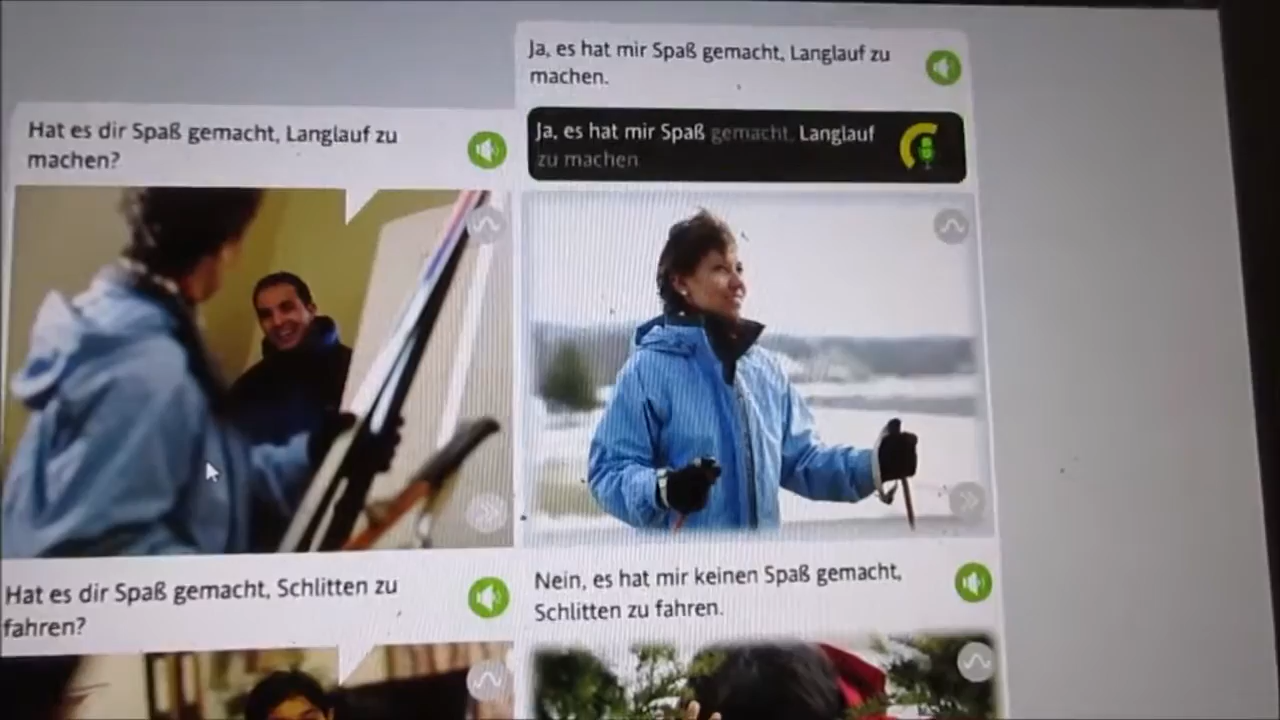 Hat es dir Spaß gemacht, Langlauf zu
machen?
Ja, es hat mir Spaß gemacht, Langlauf zu
machen.
Ja, es hat mir Spaß gemacht, Langlauf
zu machen
Hat es dir Spaß gemacht, Schlitten zu
fahren?
Nein, es hat mir keinen Spaß gemacht,
Schlitten zu fahren.